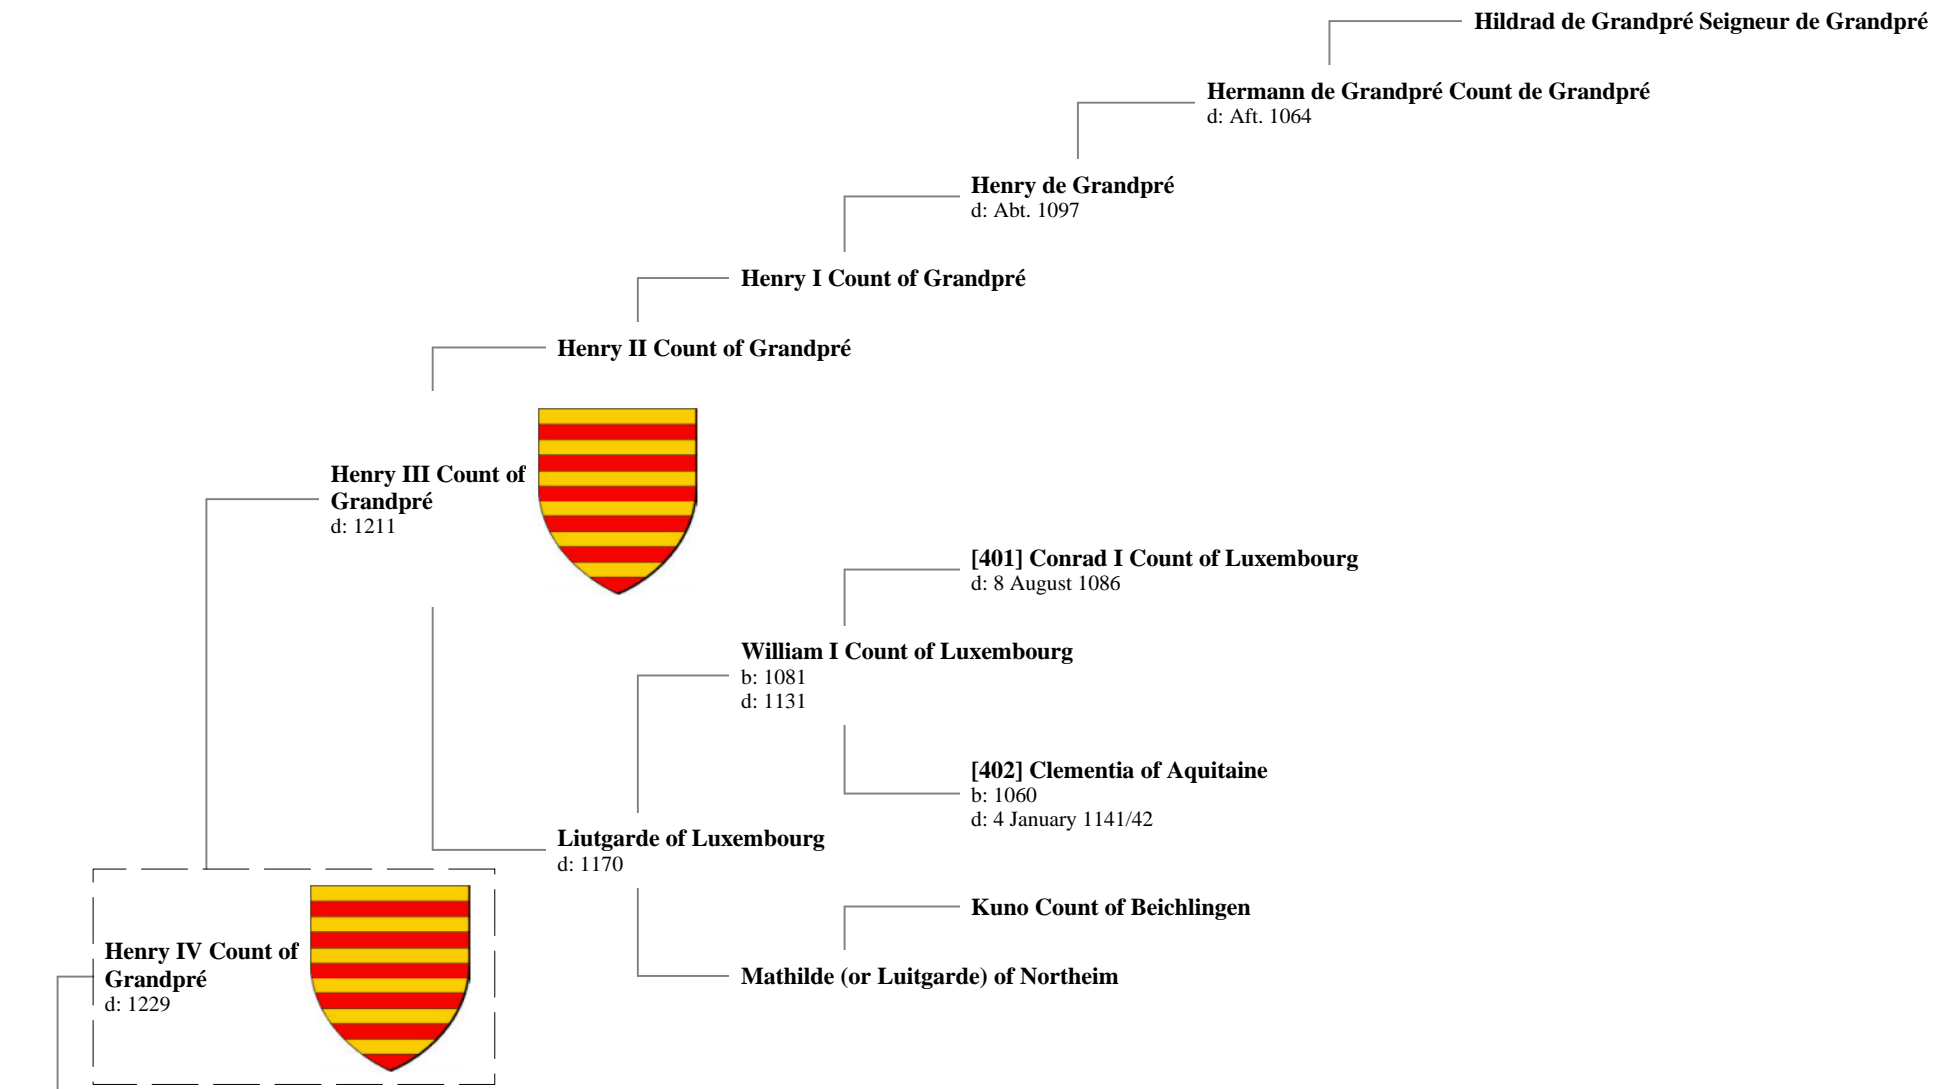 Hildrad de Grandpré Seigneur de Grandpré
Hermann de Grandpré Count de Grandpré
d: Aft. 1064
Henry de Grandpré
d: Abt. 1097
Henry I Count of Grandpré
Henry II Count of Grandpré
Henry III Count of
Grandpré
d: 1211
[401] Conrad I Count of Luxembourg
d: 8 August 1086
William I Count of Luxembourg
b: 1081
d: 1131
[402] Clementia of Aquitaine
b: 1060
d: 4 January 1141/42
Liutgarde of Luxembourg
d: 1170
Kuno Count of Beichlingen
Mathilde (or Luitgarde) of Northeim
Henry IV Count of
Grandpré
d: 1229